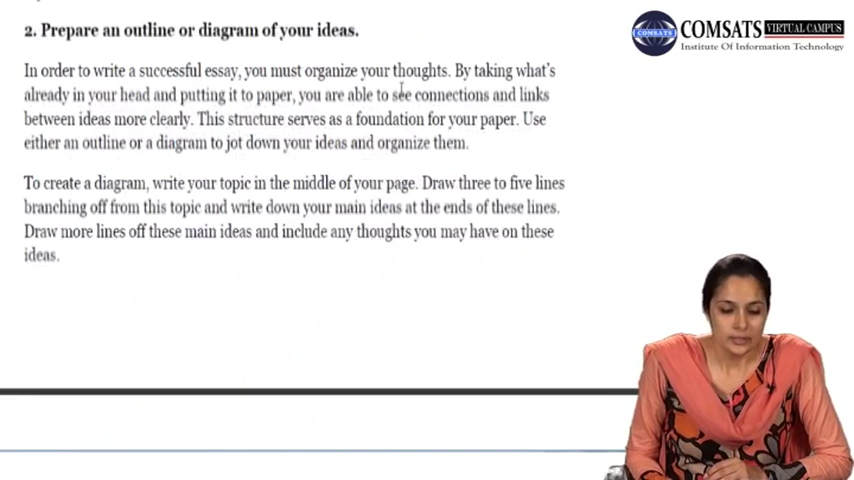 2. Prepare an outline or diagram of your ideas.
COMSATS VIRTUAL CAMPUS
Institute Of Information Technology
COMSATS
In order to write a successful essay, you must organize your thoughts. By taking what's
already in your head and putting it to paper, you are able to see connections and links
between ideas more clearly. This structure serves as a foundation for your paper. Use
either an outline or a diagram to jot down your ideas and organize them.
To create a diagram, write your topic in the middle of your page. Draw three to five lines
branching off from this topic and write down your main ideas at the ends of these lines.
Draw more lines off these main ideas and include any thoughts you may have on these
ideas.